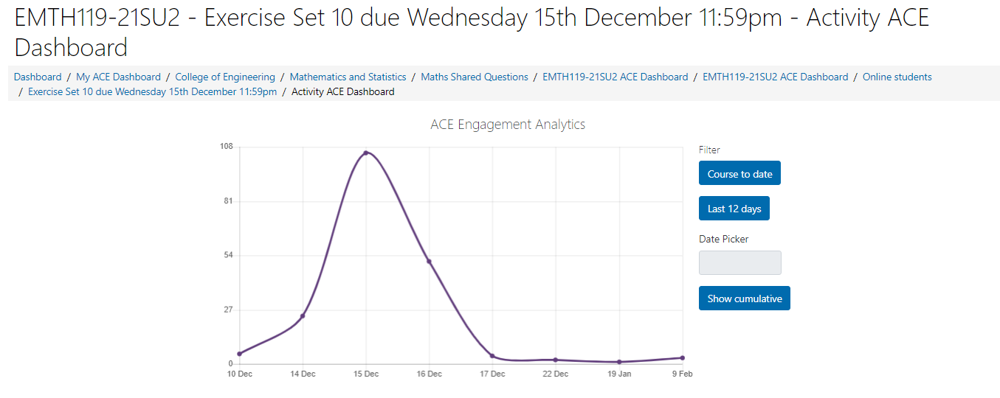 EMTH119-21SU2 - Exercise Set 10 due Wednesday 15th December 11:59pm - Activity ACE
Dashboard
Dashboard / My ACE Dashboard / College of Engineering / Mathematics and Statistics / Maths Shared Questions / EMTH119-21SU2 ACE Dashboard / EMTH119-21SU2 ACE Dashboard / Online students
/ Exercise Set 10 due Wednesday 15th December 11:59pm / Activity ACE Dashboard
ACE Engagement Analytics
108
81
54
27
0
10 Dec 14 Dec 15 Dec 16 Dec 17 Dec 22 Dec 19 Jan 9 Feb
Filter
Course to date
Last 12 days
Date Picker
Show cumulative